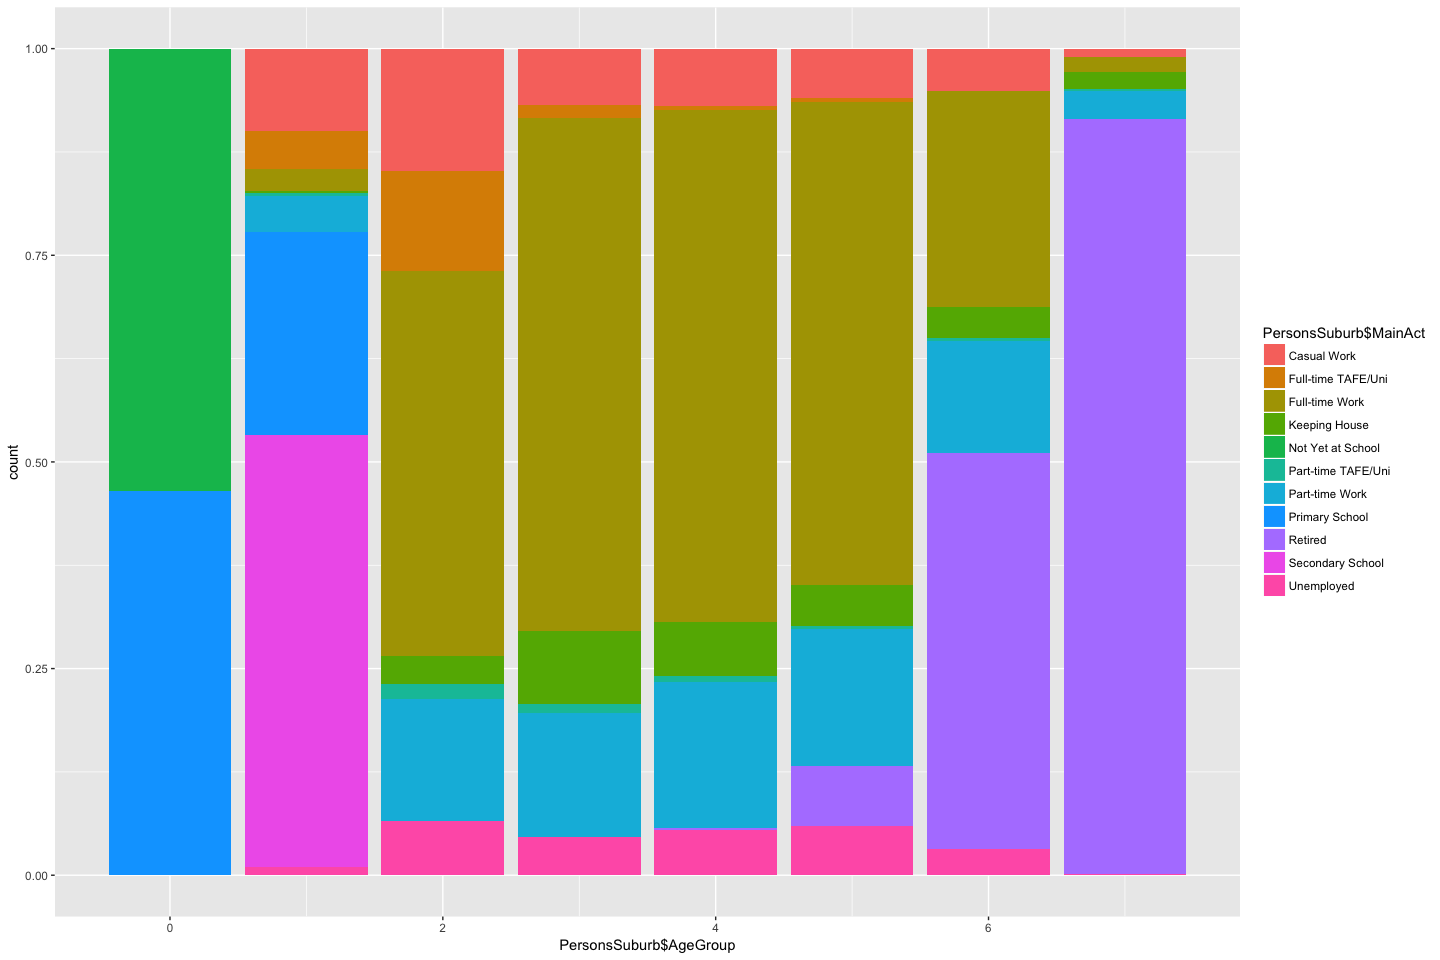 1.00
0.75
0.50
0.25
0.00
count
0
2
4
6
PersonsSuburb$AgeGroup
PersonsSuburb$MainAct
Casual Work
Full-time TAFE/Uni
Full-time Work
Keeping House
Not Yet at School
Part-time TAFE/Uni
Part-time Work
Primary School
Retired
Secondary School
Unemployed